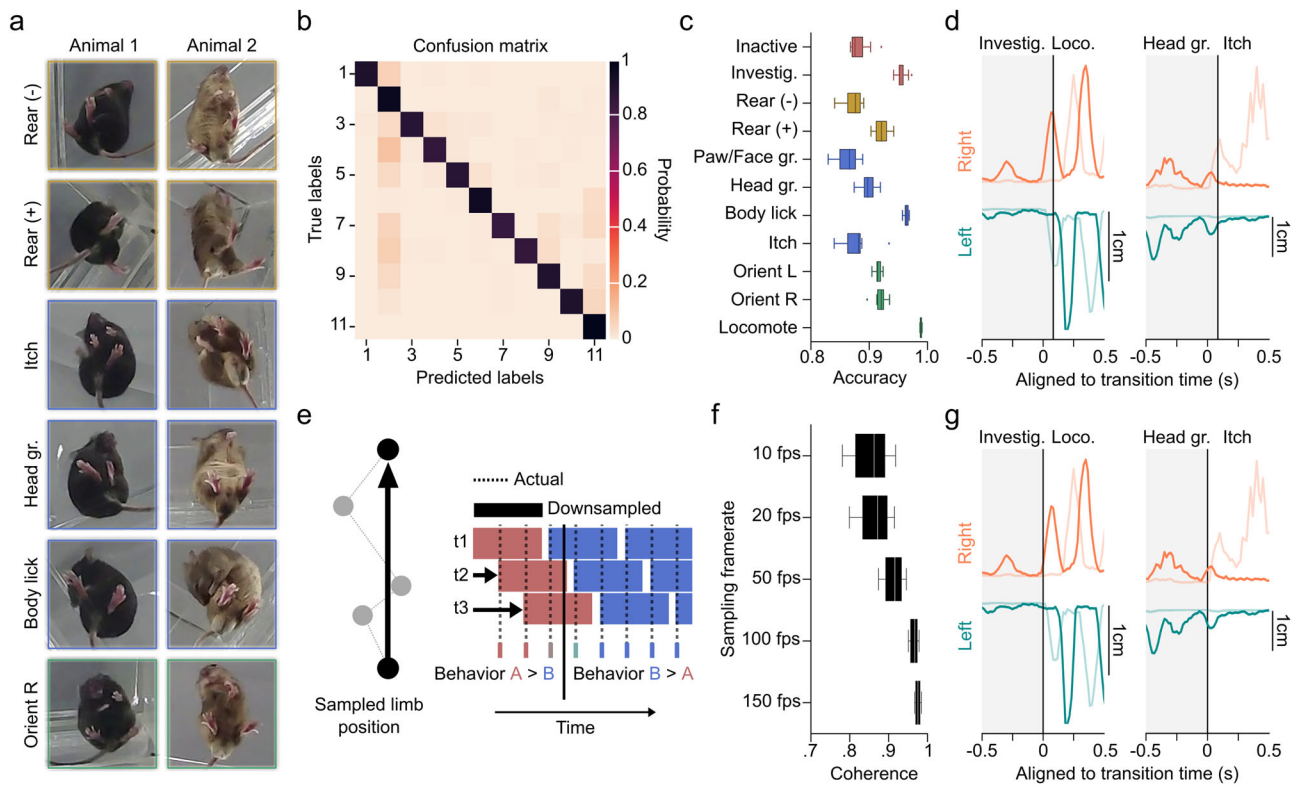 a
Animal 1 Animal 2
Rear (-)
Rear (+)
Itch
Head gr.
Body lick
Orient R
b
Confusion matrix
True labels
1
3
5
7
9
11
1 3 5 7 9 11
Predicted labels
1
0.8
0.6
0.4
0.2
0
Probability
c
Inactive
Investig.
Rear (-)
Rear (+)
Paw/Face gr.
Head gr.
Body lick
Itch
Orient L
Orient R
Locomote
0.8 0.9 1.0
Accuracy
d
Investig. Loco. Head gr. Itch
Right
Left
1cm 1cm
-0.5 0 0.5 -0.5 0 0.5
Aligned to transition time (s)
e
Sampled limb
position
Actual
Downsampled
t1
t2
t3
Behavior A > B Behavior B > A
Time
f
Sampling framerate
10 fps
20 fps
50 fps
100 fps
150 fps
.7 .8 .9 1
Coherence
g
Investig. Loco. Head gr. Itch
Right
Left
1cm 1cm
-0.5 0 0.5 -0.5 0 0.5
Aligned to transition time (s)